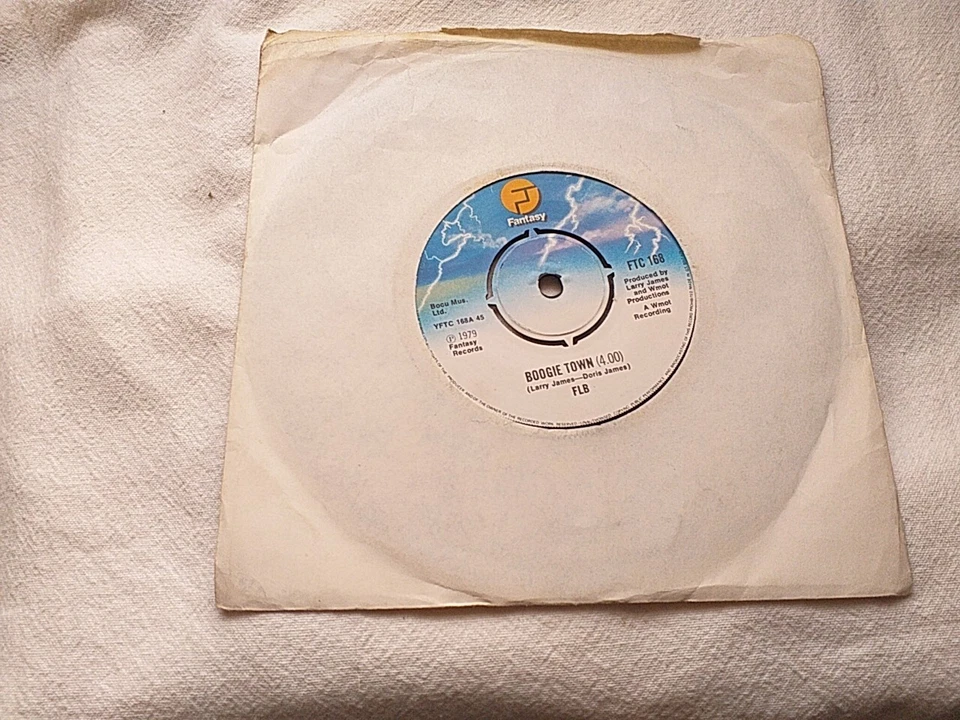 Fantasy
FTC 168
Bocu Mus.
Ltd.
YFTC 168A 45
Ⓟ 1979
Fantasy
Records
Produced by
Larry James
and Wmot
Productions
A Wmot
Recording
BOOGIE TOWN (4.00)
(Larry James—Doris James)
FLB